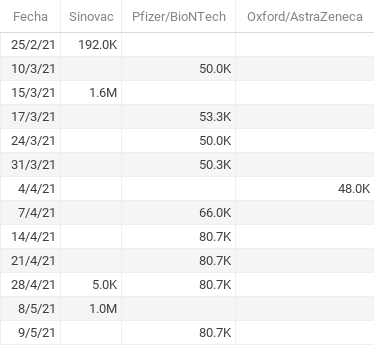 Fecha Sinovac Pfizer/BioNTech Oxford/AstraZeneca
25/2/21 192.0K
10/3/21 50.0K
15/3/21 1.6M
17/3/21 53.3K
24/3/21 50.0K
31/3/21 50.3K
4/4/21 48.0K
7/4/21 66.0K
14/4/21 80.7K
21/4/21 80.7K
28/4/21 5.0K 80.7K
8/5/21 1.0M
9/5/21 80.7K